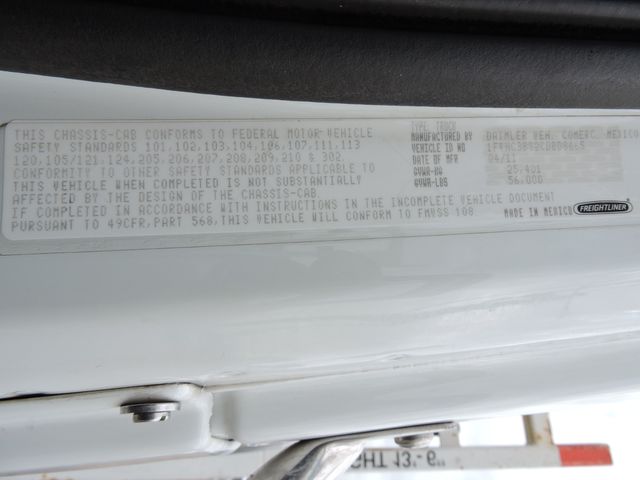 THIS CHASSIS-CAB CONFORMS TO FEDERAL MOTOR VEHICLE
SAFETY STANDARDS 101,102,103,104,106,107,111,113
120,105/121,124,205,206,207,208,209,210 & 302.
CONFORMITY TO OTHER SAFETY STANDARDS APPLICABLE TO
THIS VEHICLE WHEN COMPLETED IS NOT SUBSTANTIALLY
AFFECTED BY THE DESIGN OF THE CHASSIS-CAB.
IF COMPLETED IN ACCORDANCE WITH INSTRUCTIONS IN THE INCOMPLETE VEHICLE DOCUMENT
PURSUANT TO 49CFR,PART 568,THIS VEHICLE WILL CONFORM TO FMVSS 108
TYPE: TRUCK
MANUFACTURED BY DAIMLER VEH. COMERC. MEXICO
VEHICLE ID NO
DATE OF MFR 04/11
GVWR-KG 25,401
GVWR-LBS 56,000
MADE IN MEXICO FREIGHTLINER
GHT 13'-6"